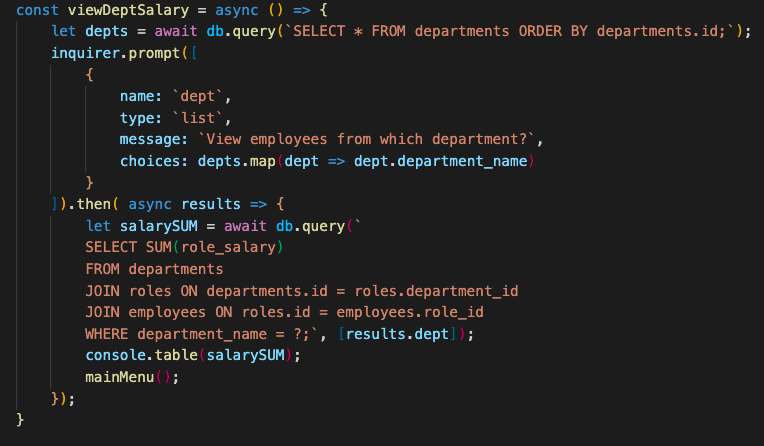 const viewDeptSalary = async () => {
    let depts = await db.query(`SELECT * FROM departments ORDER BY departments.id;`);
    inquirer.prompt([
        {
            name: `dept`,
            type: `list`,
            message: `View employees from which department?`,
            choices: depts.map(dept => dept.department_name)
        }
    ]).then( async results => {
        let salarySUM = await db.query(`
        SELECT SUM(role_salary)
        FROM departments
        JOIN roles ON departments.id = roles.department_id
        JOIN employees ON roles.id = employees.role_id
        WHERE department_name = ?;`, [results.dept]);
        console.table(salarySUM);
        mainMenu();
    });
}